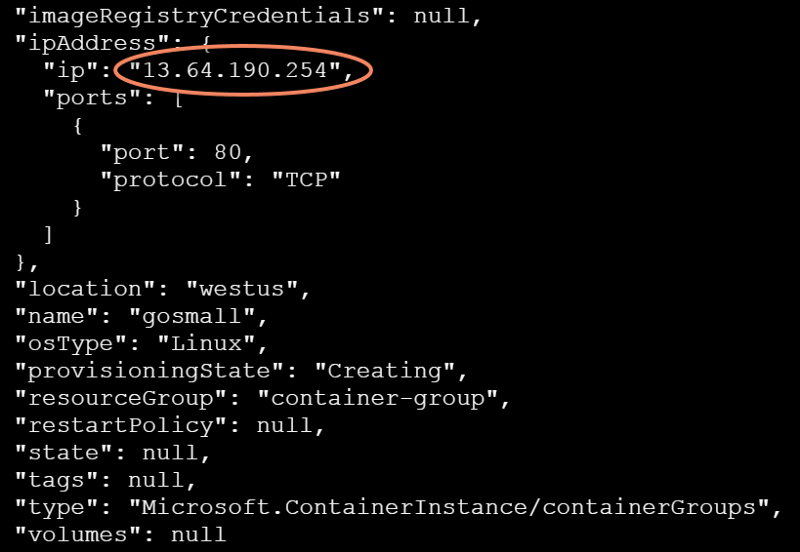 "imageRegistryCredentials": null,
"ipAddress": {
"ip": "13.64.190.254",
"ports": [
{
"port": 80,
"protocol": "TCP"
}
]
},
"location": "westus",
"name": "gosmall",
"osType": "Linux",
"provisioningState": "Creating",
"resourceGroup": "container-group",
"restartPolicy": null,
"state": null,
"tags": null,
"type": "Microsoft.ContainerInstance/containerGroups",
"volumes": null